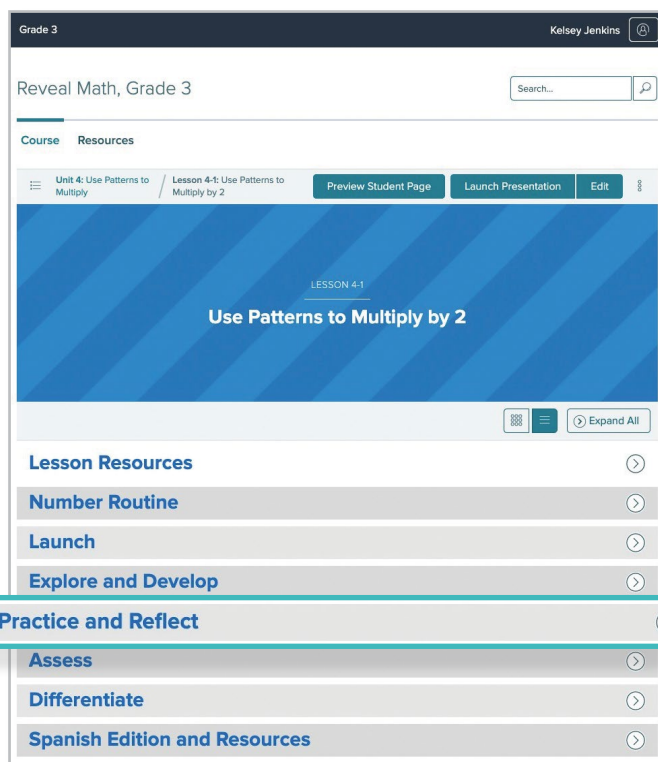 Grade 3
Kelsey Jenkins
Reveal Math, Grade 3
Search...
Course Resources
Unit 4: Use Patterns to
Multiply
Lesson 4-1: Use Patterns to
Multiply by 2
Preview Student Page
Launch Presentation
Edit
LESSON 4-1
Use Patterns to Multiply by 2
Expand All
Lesson Resources
Number Routine
Launch
Explore and Develop
Practice and Reflect
Assess
Differentiate
Spanish Edition and Resources